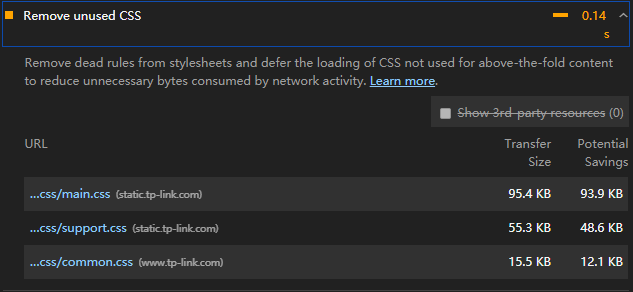 Remove unused CSS 0.14 s
Remove dead rules from stylesheets and defer the loading of CSS not used for above-the-fold content
to reduce unnecessary bytes consumed by network activity. Learn more.
Show 3rd-party resources (0)
URL Transfer Size Potential Savings
...css/main.css (static.tp-link.com) 95.4 KB 93.9 KB
...css/support.css (static.tp-link.com) 55.3 KB 48.6 KB
...css/common.css (www.tp-link.com) 15.5 KB 12.1 KB